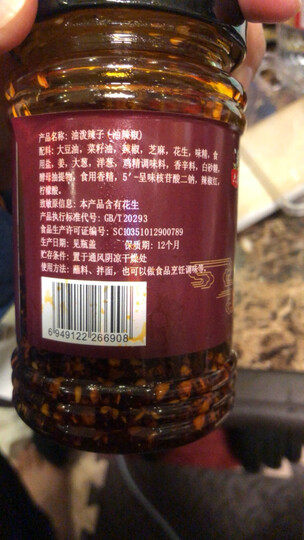 产品名称：油泼辣子（油辣椒）
配料：大豆油，菜籽油，辣椒，芝麻，花生，味精，食
用盐，姜，大葱，洋葱，鸡精调味料，香辛料，白砂糖，
酵母抽提物，食用香精，5′-呈味核苷酸二钠，辣椒红，
柠檬酸。
致敏原信息：本产品含有花生
产品执行标准代号：GB/T20293
食品生产许可证编号：SC10351012900789
生产日期：见瓶盖 保质期：12个月
贮存条件：置于通风阴凉干燥处
使用方法：蘸料、拌面，也可以做食品烹饪调味等。
6 949122 266908